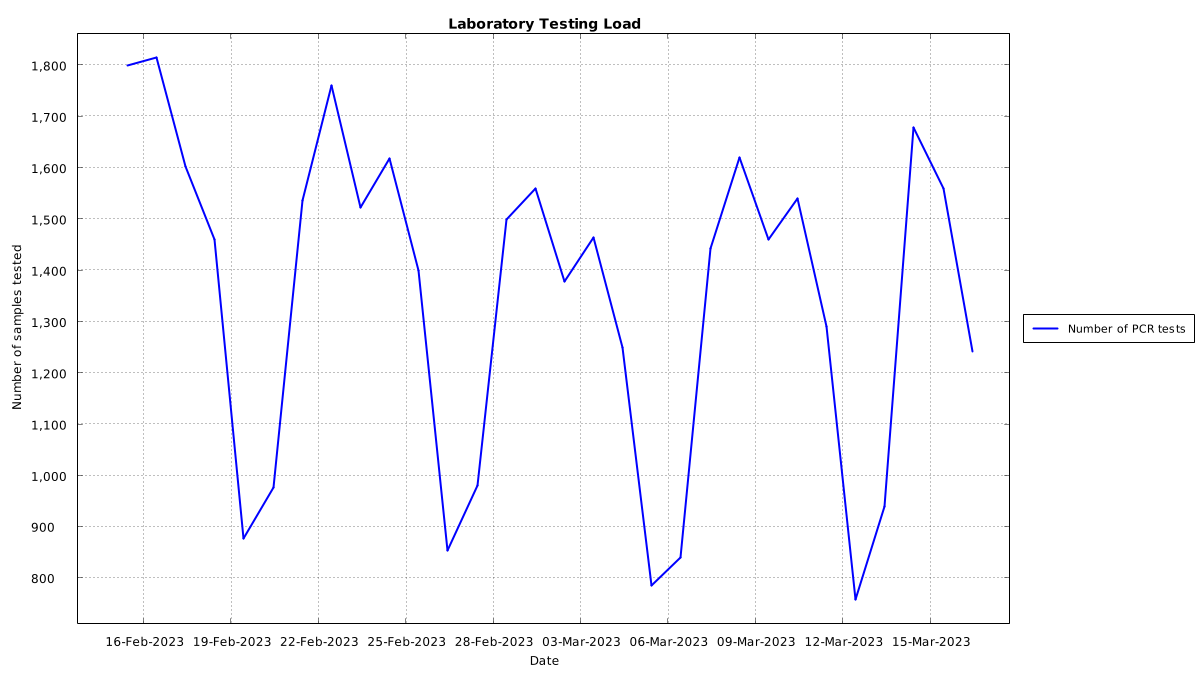 Laboratory Testing Load
1,800
1,700
1,600
1,500
1,400
1,300
1,200
1,100
1,000
900
800
Number of samples tested
16-Feb-2023 19-Feb-2023 22-Feb-2023 25-Feb-2023 28-Feb-2023 03-Mar-2023 06-Mar-2023 09-Mar-2023 12-Mar-2023 15-Mar-2023
Date
Number of PCR tests